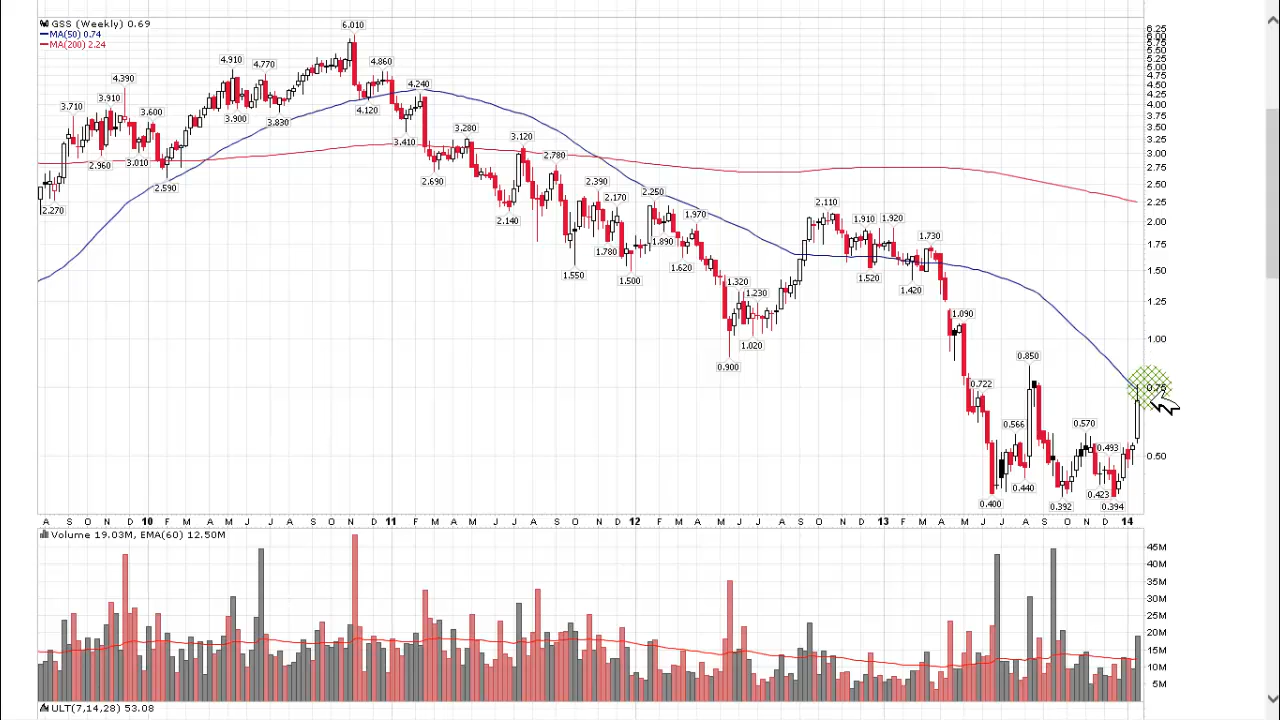 GSS (Weekly) 0.69
MA(50) 0.74
MA(200) 2.24
6.010
4.910 4.770 4.860
4.390 4.240
3.710 3.910 3.600
3.900 3.830 4.120
3.280
3.410 3.120
2.960 3.010 2.780
2.590 2.690 2.390
2.270 2.140 2.170 2.250 2.110
1.970 1.910 1.920
1.780 1.890 1.730
1.550 1.500 1.620 1.520
1.320 1.230 1.420
1.090
1.020
0.900 0.850
0.722
0.566 0.570
0.493
0.440 0.423
0.400 0.392 0.394
6.25
6.00
5.75
5.50
5.25
5.00
4.75
4.50
4.25
4.00
3.75
3.50
3.25
3.00
2.75
2.50
2.25
2.00
1.75
1.50
1.25
1.00
0.75
0.50
A S O N D 10 F M A M J J A S O N D 11 F M A M J J A S O N D 12 F M A M J J A S O N D 13 F M A M J J A S O N D 14
Volume 19.03M, EMA(60) 12.50M
45M
40M
35M
30M
25M
20M
15M
10M
5M
ULT(7,14,28) 53.08